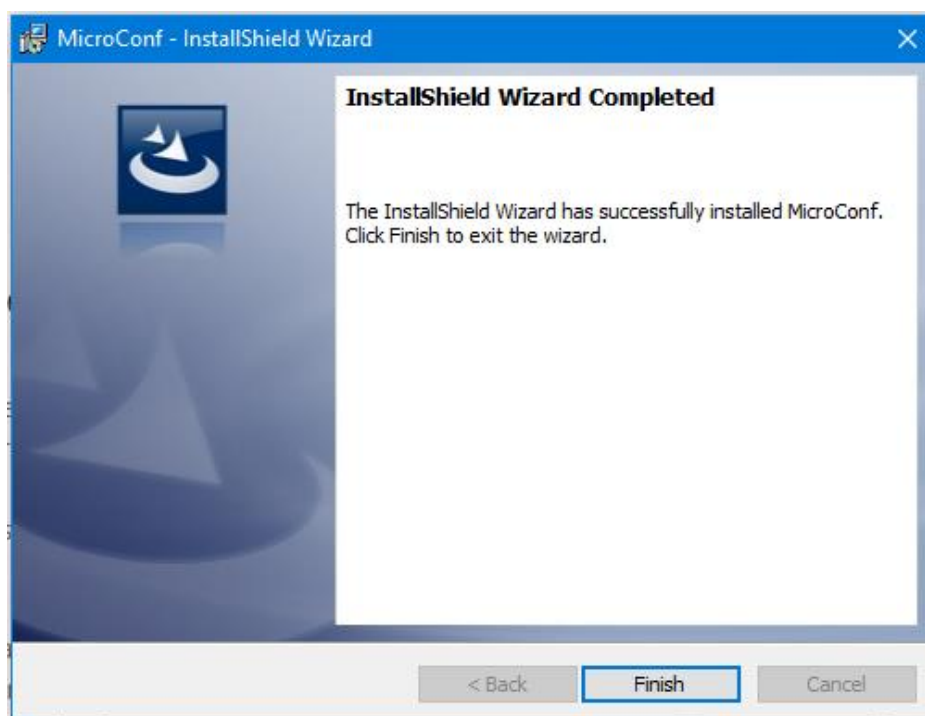 MicroConf - InstallShield Wizard
InstallShield Wizard Completed
The InstallShield Wizard has successfully installed MicroConf.
Click Finish to exit the wizard.
< Back
Finish
Cancel